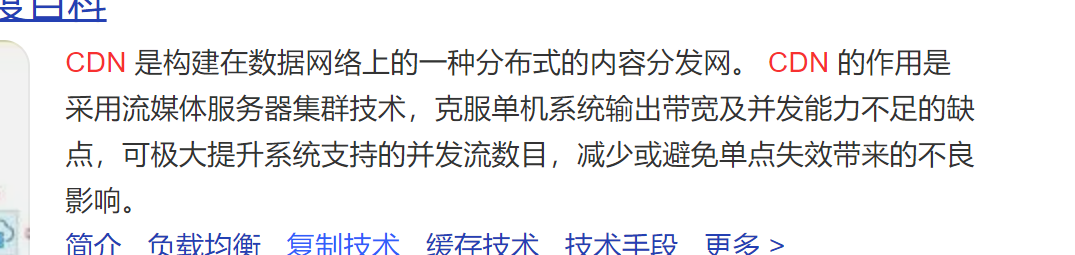 度百科
CDN 是构建在数据网络上的一种分布式的内容分发网。 CDN 的作用是
采用流媒体服务器集群技术，克服单机系统输出带宽及并发能力不足的缺
点，可极大提升系统支持的并发流数目，减少或避免单点失效带来的不良
影响。
简介 负载均衡 复制技术 缓存技术 技术手段 更多 >